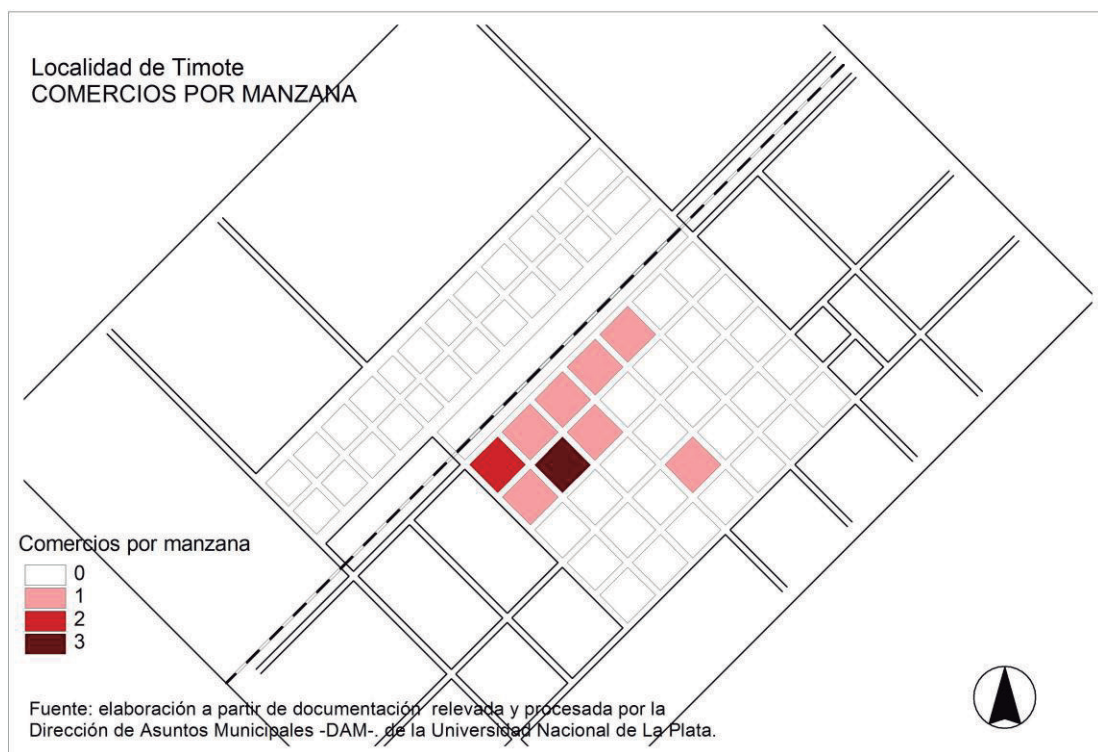 Localidad de Timote
COMERCIOS POR MANZANA
Comercios por manzana
0
1
2
3
Fuente: elaboración a partir de documentación relevada y procesada por la
Dirección de Asuntos Municipales -DAM-. de la Universidad Nacional de La Plata.